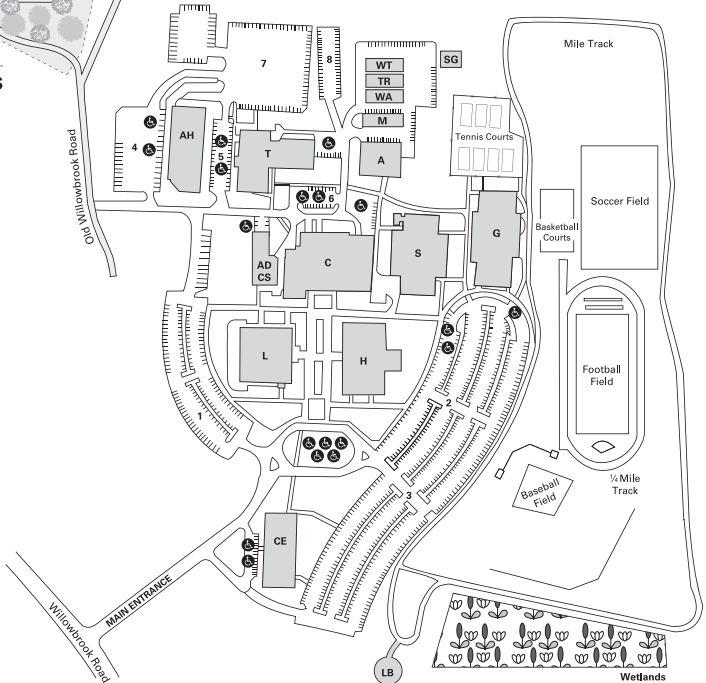 S
Mile Track
7
8
WT
TR
WA
M
SG
Tennis Courts
4
AH
5
T
A
6
Old Willowbrook Road
Soccer Field
Basketball
Courts
G
S
C
AD
CS
L
H
1
2
3
Football
Field
¼ Mile
Track
Baseball
Field
CE
MAIN ENTRANCE
Willowbrook Road
LB
Wetlands